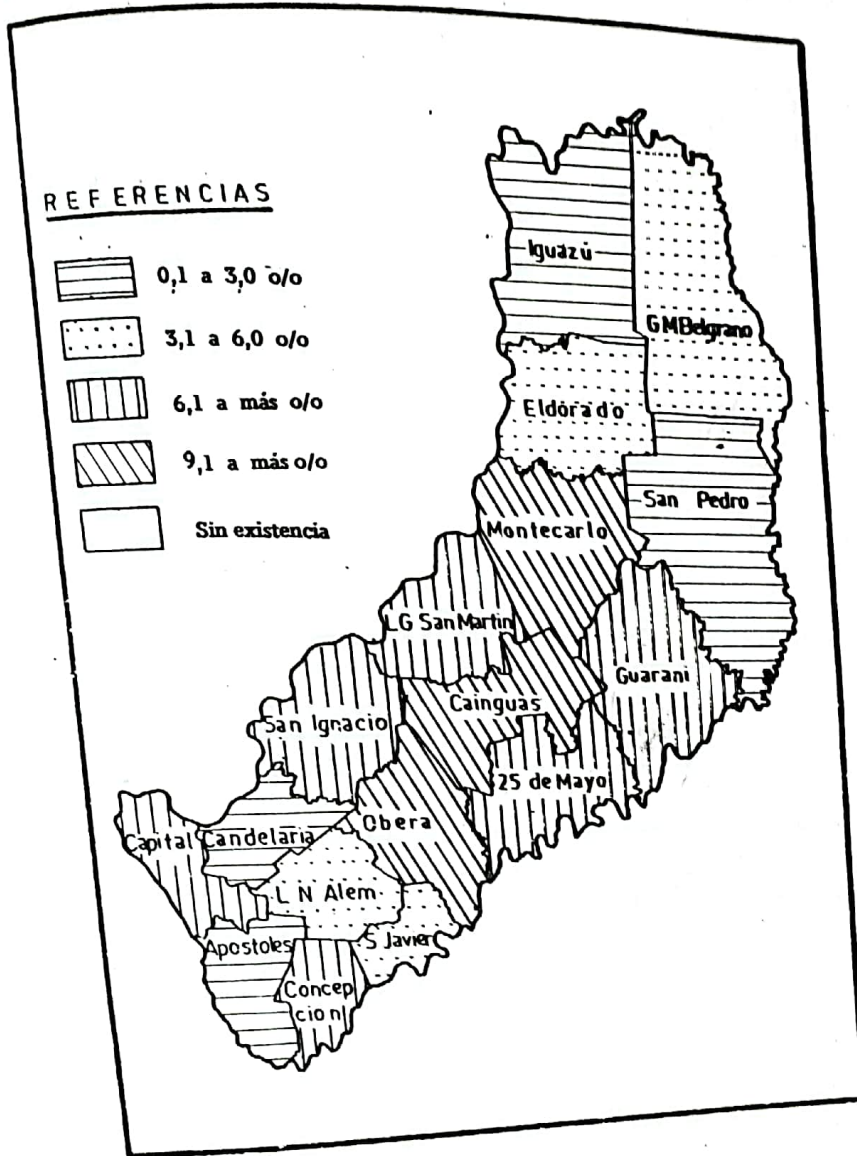 REFERENCIAS
0,1 a 3,0 o/o
3,1 a 6,0 o/o
6,1 a más o/o
9,1 a más o/o
Sin existencia
Iguazú
GMBelgrano
Eldorado
San Pedro
Montecarlo
LG San Martin
Guarani
Cainguas
San Ignacio
25 de Mayo
Obera
Capital
Candelaria
L N Alem
S Javier
Apostoles
Concep
cion